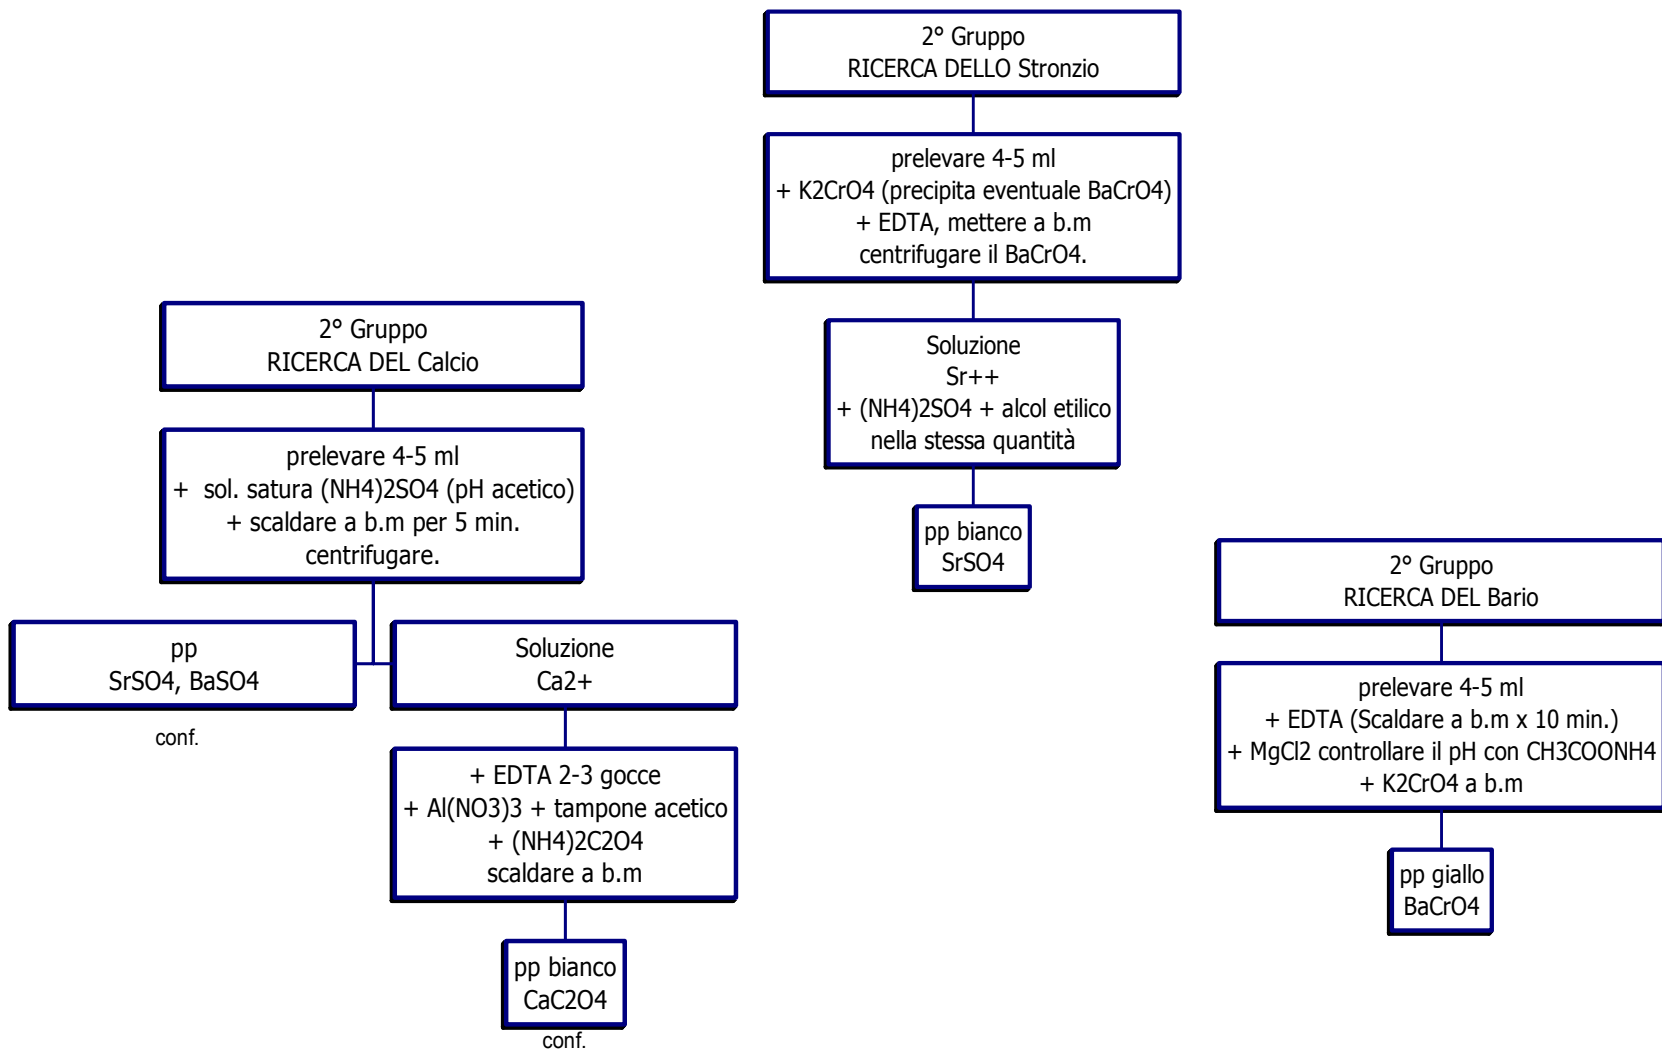 2° Gruppo
RICERCA DELLO Stronzio
prelevare 4-5 ml
+ K2CrO4 (precipita eventuale BaCrO4)
+ EDTA, mettere a b.m
centrifugare il BaCrO4.
Soluzione
Sr++
+ (NH4)2SO4 + alcol etilico
nella stessa quantità
pp bianco
SrSO4
2° Gruppo
RICERCA DEL Calcio
prelevare 4-5 ml
+ sol. satura (NH4)2SO4 (pH acetico)
+ scaldare a b.m per 5 min.
centrifugare.
pp
SrSO4, BaSO4
conf.
Soluzione
Ca2+
+ EDTA 2-3 gocce
+ Al(NO3)3 + tampone acetico
+ (NH4)2C2O4
scaldare a b.m
pp bianco
CaC2O4
conf.
2° Gruppo
RICERCA DEL Bario
prelevare 4-5 ml
+ EDTA (Scaldare a b.m x 10 min.)
+ MgCl2 controllare il pH con CH3COONH4
+ K2CrO4 a b.m
pp giallo
BaCrO4